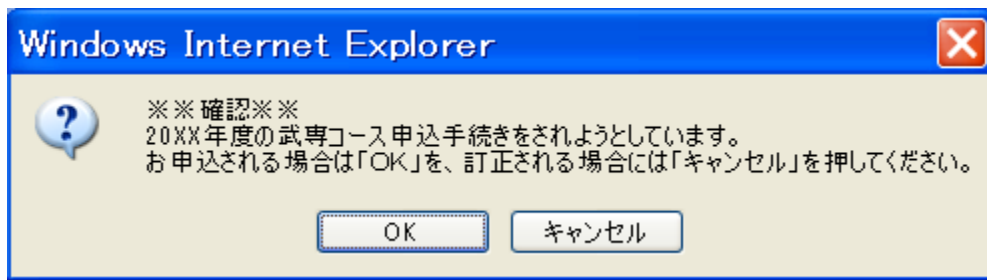 Windows Internet Explorer
※※確認※※
20XX年度の武専コース申込手続きをされようとしています。
お申込される場合は「OK」を、訂正される場合には「キャンセル」を押してください。
OK
キャンセル